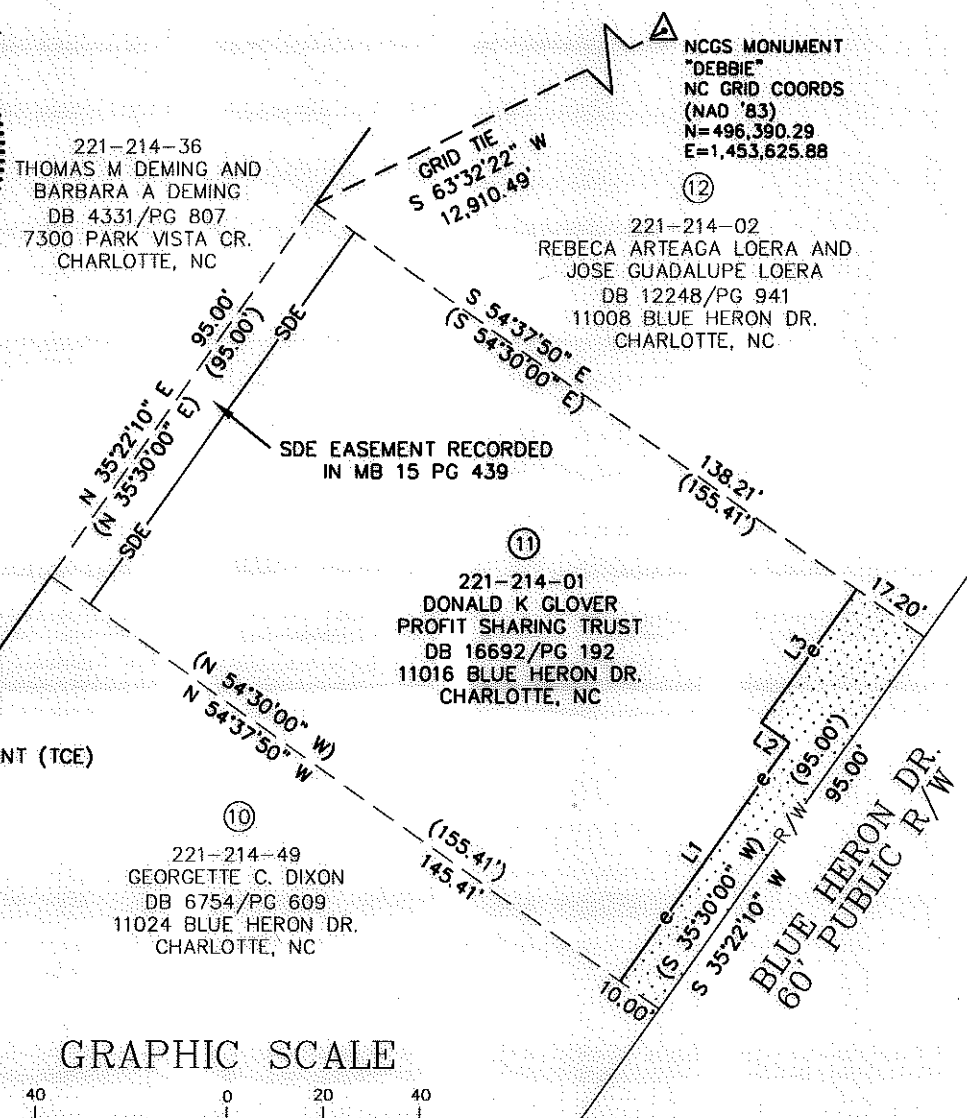 NCGS MONUMENT
"DEBBIE"
NC GRID COORDS
(NAD '83)
N=496,390.29
E=1,453,625.88
GRID TIE
S 63°32'22" W
12,910.49'
221-214-36
THOMAS M DEMING AND
BARBARA A DEMING
DB 4331/PG 807
7300 PARK VISTA CR.
CHARLOTTE, NC
12
221-214-02
REBECA ARTEAGA LOERA AND
JOSE GUADALUPE LOERA
DB 12248/PG 941
11008 BLUE HERON DR.
CHARLOTTE, NC
N 35°22'10" E 95.00'
(N 35°30'00" E) (95.00')
SDE
SDE
S 54°37'50" E
(S 54°30'00" E)
138.21'
(155.41')
17.20'
SDE EASEMENT RECORDED
IN MB 15 PG 439
11
221-214-01
DONALD K GLOVER
PROFIT SHARING TRUST
DB 16692/PG 192
11016 BLUE HERON DR.
CHARLOTTE, NC
L3
e
L2
e
L1
e
(N 54°30'00" W)
N 54°37'50" W
(155.41')
145.41'
10.00'
(S 35°30'00" W) R/W (95.00')
S 35°22'10" W 95.00'
BLUE HERON DR.
60' PUBLIC R/W
NT (TCE)
10
221-214-49
GEORGETTE C. DIXON
DB 6754/PG 609
11024 BLUE HERON DR.
CHARLOTTE, NC
GRAPHIC SCALE
40 0 20 40